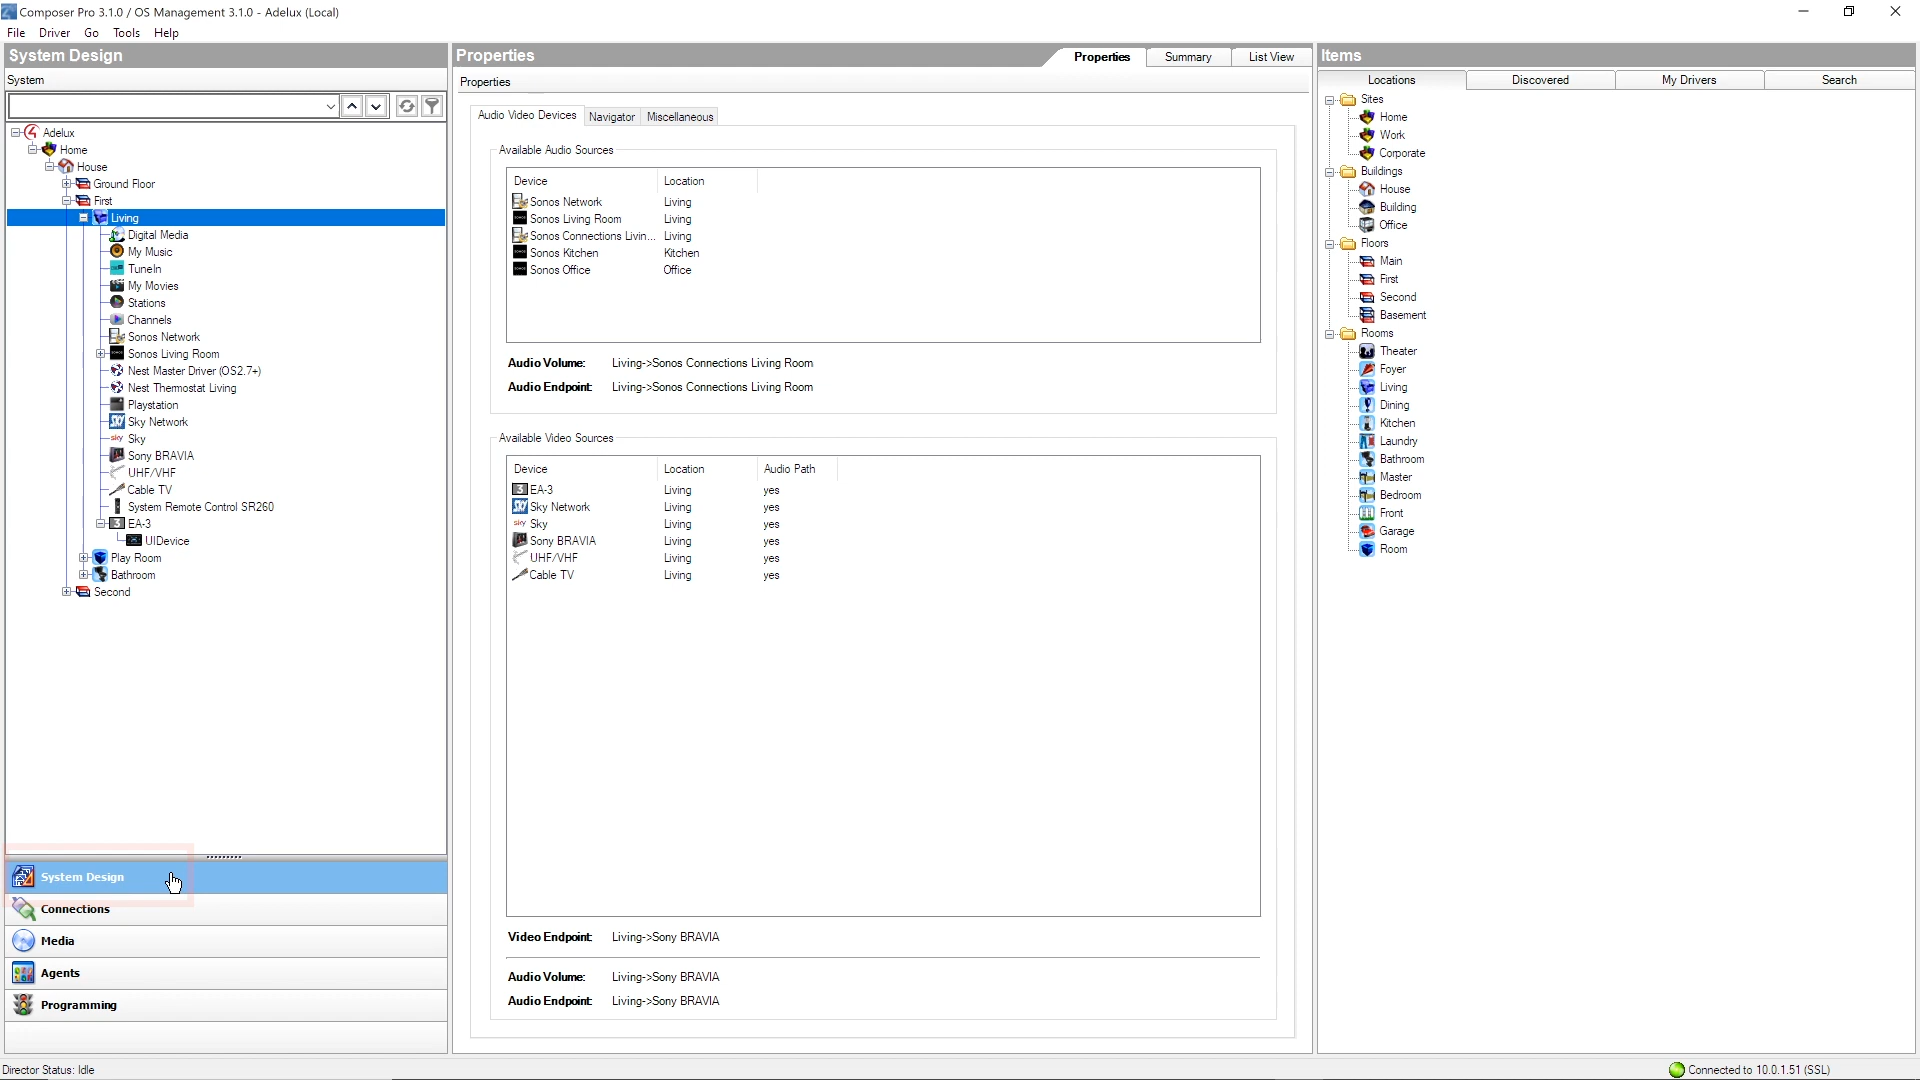 Composer Pro 3.1.0 / OS Management 3.1.0 - Adelux (Local)
File Driver Go Tools Help
System Design
System
Adelux
Home
House
Ground Floor
First
Living
Digital Media
My Music
TuneIn
My Movies
Stations
Channels
Sonos Network
Sonos Living Room
Nest Master Driver (OS2.7+)
Nest Thermostat Living
Playstation
Sky Network
sky Sky
Sony BRAVIA
UHF/VHF
Cable TV
System Remote Control SR260
3 EA-3
UIDevice
Play Room
Bathroom
Second
System Design
Connections
Media
Agents
Programming
Director Status: Idle
Properties
Properties Summary List View
Properties
Audio Video Devices Navigator Miscellaneous
Available Audio Sources
Device Location
Sonos Network Living
Sonos Living Room Living
Sonos Connections Livin... Living
Sonos Kitchen Kitchen
Sonos Office Office
Audio Volume: Living->Sonos Connections Living Room
Audio Endpoint: Living->Sonos Connections Living Room
Available Video Sources
Device Location Audio Path
3 EA-3 Living yes
Sky Network Living yes
sky Sky Living yes
Sony BRAVIA Living yes
UHF/VHF Living yes
Cable TV Living yes
Video Endpoint: Living->Sony BRAVIA
Audio Volume: Living->Sony BRAVIA
Audio Endpoint: Living->Sony BRAVIA
Items
Locations Discovered My Drivers Search
Sites
Home
Work
Corporate
Buildings
House
Building
Office
Floors
Main
First
Second
Basement
Rooms
Theater
Foyer
Living
Dining
Kitchen
Laundry
Bathroom
Master
Bedroom
Front
Garage
Room
Connected to 10.0.1.51 (SSL)